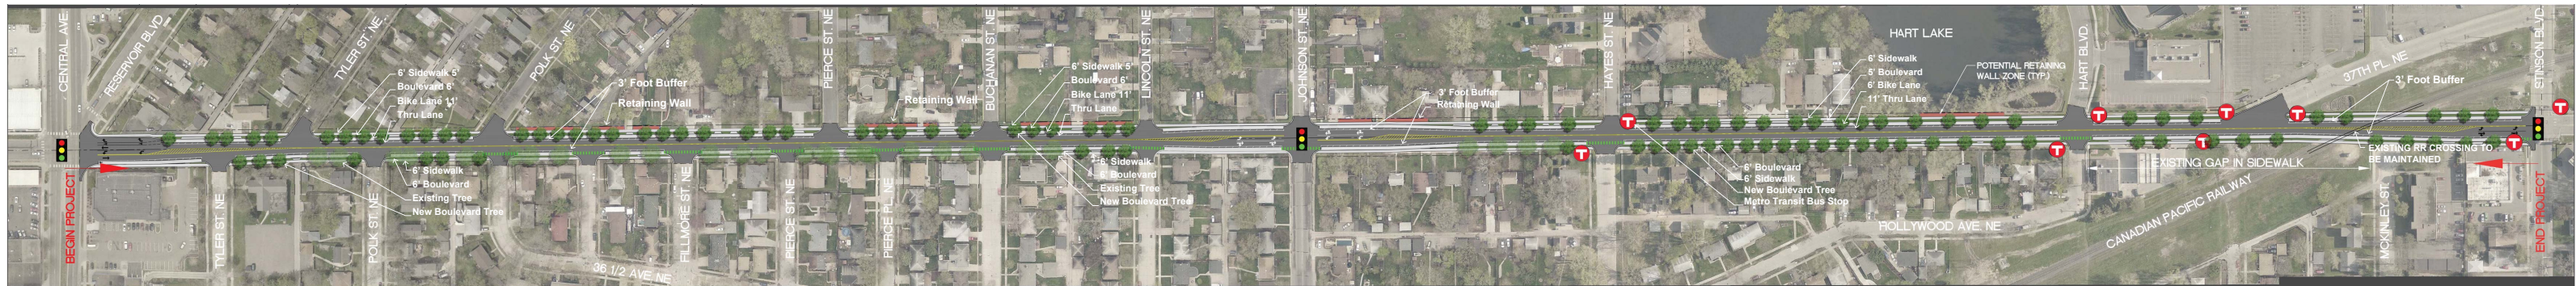 CENTRAL AVE
RESERVOIR BLVD
TYLER ST. NE
6' Sidewalk 5'
Boulevard 6'
Bike Lane 11'
Thru Lane
POLK ST. NE
3' Foot Buffer
Retaining Wall
PIERCE ST. NE
Retaining Wall
BUCHANAN ST. NE
6' Sidewalk 5'
Boulevard 6'
Bike Lane 11'
Thru Lane
LINCOLN ST. NE
JOHNSON ST. NE
3' Foot Buffer
Retaining Wall
HAYES ST. NE
HART LAKE
6' Sidewalk
5' Boulevard
6' Bike Lane
11' Thru Lane
POTENTIAL RETAINING
WALL ZONE (TYP.)
HART BLVD.
37TH PL. NE
3' Foot Buffer
STINSON BLVD.
T
T
T
T
T
T
T
T
T
BEGIN PROJECT
TYLER ST. NE
POLK ST. NE
6' Sidewalk
6' Boulevard
Existing Tree
New Boulevard Tree
36 1/2 AVE. NE
FILLMORE ST. NE
PIERCE ST. NE
PIERCE PL. NE
6' Sidewalk
6' Boulevard
Existing Tree
New Boulevard Tree
6' Boulevard
6' Sidewalk
New Boulevard Tree
Metro Transit Bus Stop
HOLLYWOOD AVE. NE
EXISTING GAP IN SIDEWALK
CANADIAN PACIFIC RAILWAY
EXISTING RR CROSSING TO
BE MAINTAINED
MCKINLEY ST.
END PROJECT